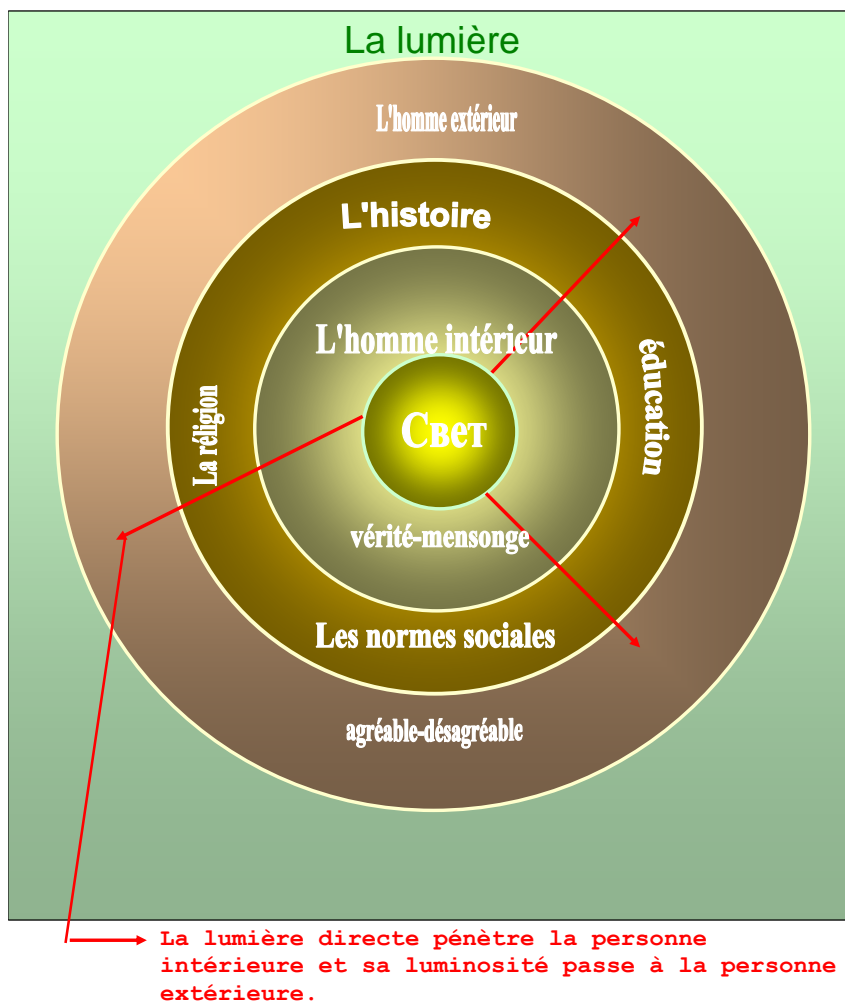 La lumière
L'homme extérieur
L'histoire
L'homme intérieur
éducation
La réligion
Свет
vérité-mensonge
Les normes sociales
agréable-désagréable
La lumière directe pénètre la personne
intérieure et sa luminosité passe à la personne
extérieure.